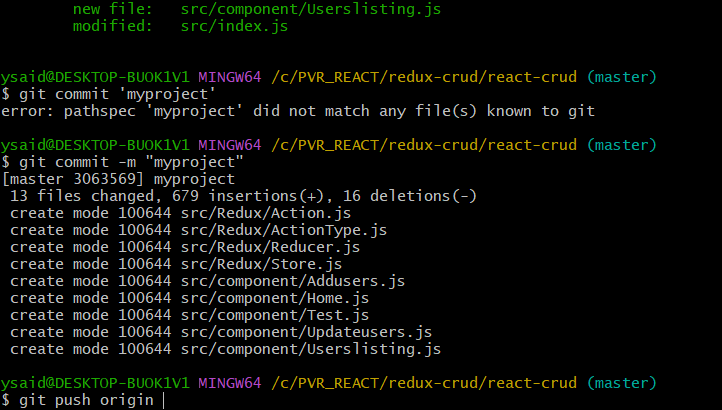 new file:   src/component/Userslisting.js
modified:   src/index.js
ysaid@DESKTOP-BUOK1V1 MINGW64 /c/PVR_REACT/redux-crud/react-crud (master)
$ git commit 'myproject'
error: pathspec 'myproject' did not match any file(s) known to git
ysaid@DESKTOP-BUOK1V1 MINGW64 /c/PVR_REACT/redux-crud/react-crud (master)
$ git commit -m "myproject"
[master 3063569] myproject
 13 files changed, 679 insertions(+), 16 deletions(-)
 create mode 100644 src/Redux/Action.js
 create mode 100644 src/Redux/ActionType.js
 create mode 100644 src/Redux/Reducer.js
 create mode 100644 src/Redux/Store.js
 create mode 100644 src/component/Addusers.js
 create mode 100644 src/component/Home.js
 create mode 100644 src/component/Test.js
 create mode 100644 src/component/Updateusers.js
 create mode 100644 src/component/Userslisting.js
ysaid@DESKTOP-BUOK1V1 MINGW64 /c/PVR_REACT/redux-crud/react-crud (master)
$ git push origin